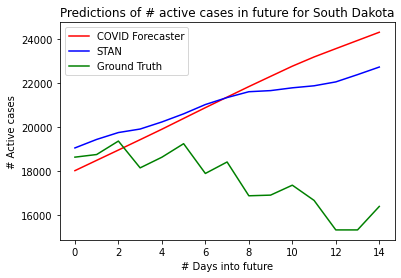 Predictions of # active cases in future for South Dakota
COVID Forecaster
STAN
Ground Truth
# Active cases
24000
22000
20000
18000
16000
0 2 4 6 8 10 12 14
# Days into future